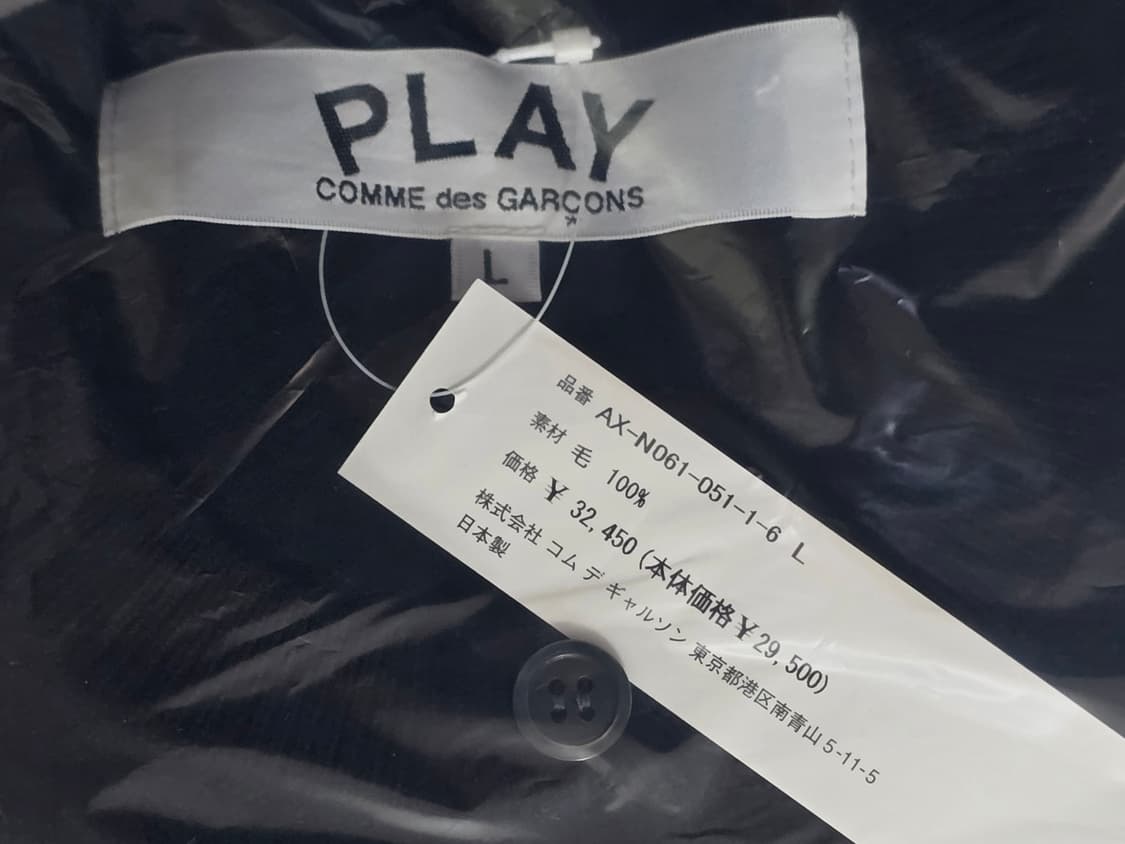 PLAY
COMME des GARÇONS
L
品番 AX-N061-051-1-6 L
素材 毛 100%
価格 ¥ 32,450 (本体価格¥29,500)
株式会社 コム デ ギャルソン 東京都港区南青山 5-11-5
日本製